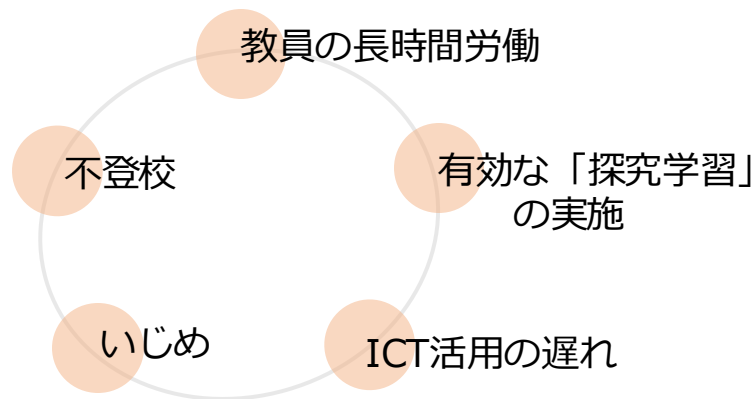 教員の長時間労働
不登校
有効な「探究学習」
の実施
いじめ
ICT活用の遅れ